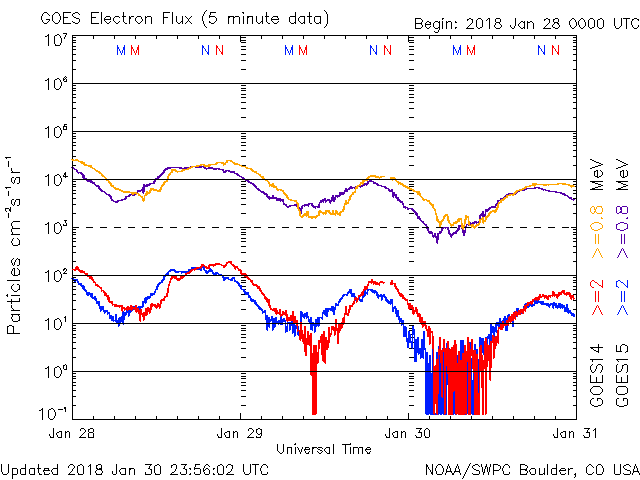 GOES Electron Flux (5 minute data)
Begin: 2018 Jan 28 0000 UTC
M M N N M M N N M M N N
10⁷
10⁶
10⁵
10⁴
10³
10²
10¹
10⁰
10⁻¹
Particles cm⁻²s⁻¹sr⁻¹
Jan 28 Jan 29 Jan 30 Jan 31
Universal Time
GOES14 >=2 >=0.8 MeV
GOES15 >=2 >=0.8 MeV
Updated 2018 Jan 30 23:56:02 UTC
NOAA/SWPC Boulder, CO USA